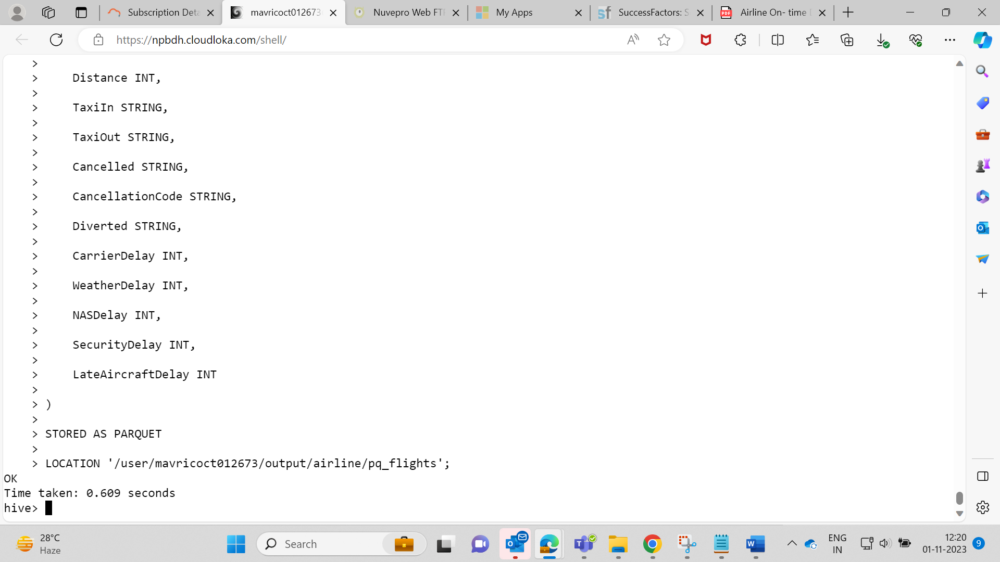 Subscription Deta
mavricoct012673
Nuvepro Web FTP
My Apps
SuccessFactors: S
Airline On- time
https://npbdh.cloudloka.com/shell/
>
> Distance INT,
>
> TaxiIn STRING,
>
> TaxiOut STRING,
>
> Cancelled STRING,
>
> CancellationCode STRING,
>
> Diverted STRING,
>
> CarrierDelay INT,
>
> WeatherDelay INT,
>
> NASDelay INT,
>
> SecurityDelay INT,
>
> LateAircraftDelay INT
>
> )
>
> STORED AS PARQUET
>
> LOCATION '/user/mavricoct012673/output/airline/pq_flights';
OK
Time taken: 0.609 seconds
hive>
28°C
Haze
Search
ENG
IN
12:20
01-11-2023
9